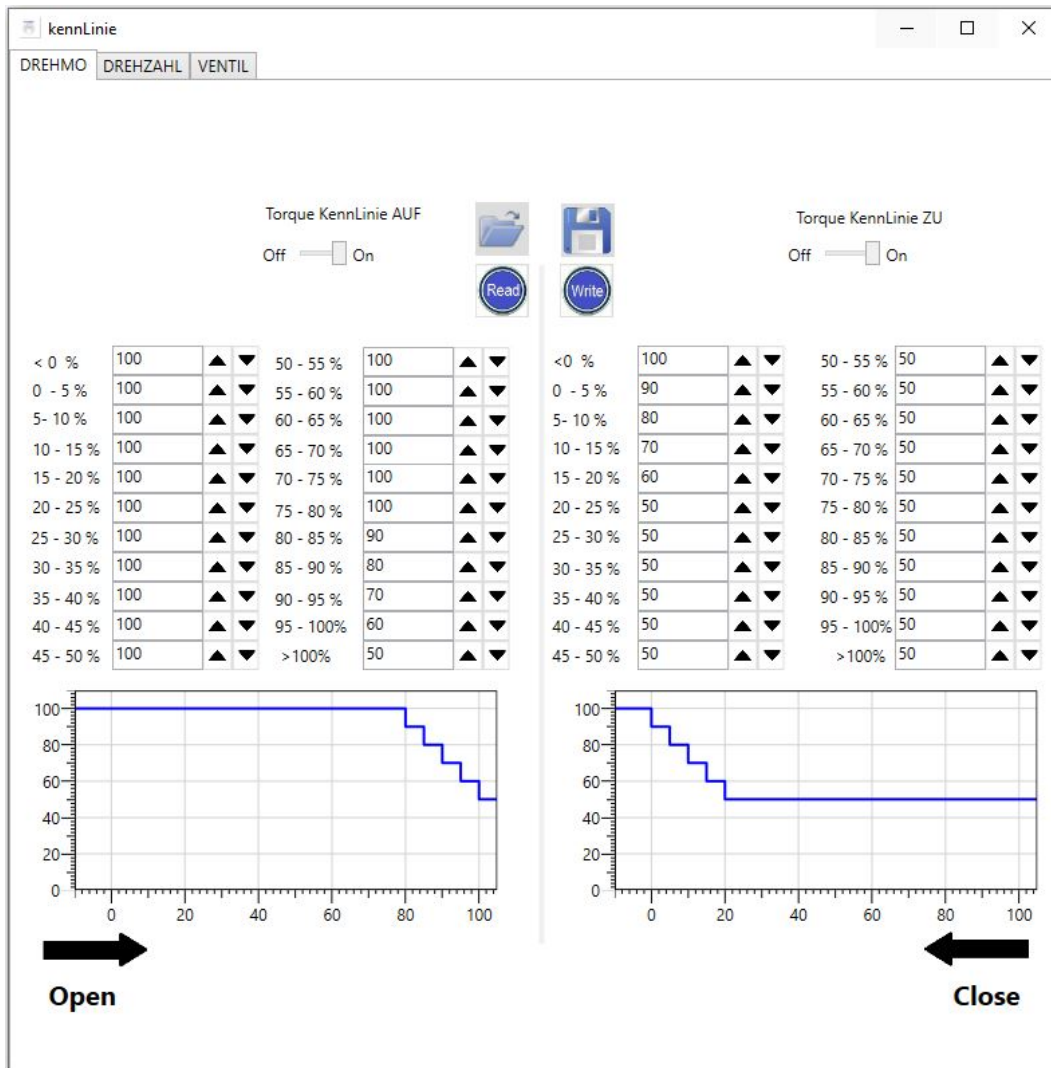 kennLinie
DREHMO DREHZAHL VENTIL
Torque KennLinie AUF
Off On
Torque KennLinie ZU
Off On
Read Write
< 0 % 100 50 - 55 % 100
0 - 5 % 100 55 - 60 % 100
5- 10 % 100 60 - 65 % 100
10 - 15 % 100 65 - 70 % 100
15 - 20 % 100 70 - 75 % 100
20 - 25 % 100 75 - 80 % 100
25 - 30 % 100 80 - 85 % 90
30 - 35 % 100 85 - 90 % 80
35 - 40 % 100 90 - 95 % 70
40 - 45 % 100 95 - 100% 60
45 - 50 % 100 >100% 50
<0 % 100 50 - 55 % 50
0 - 5 % 90 55 - 60 % 50
5- 10 % 80 60 - 65 % 50
10 - 15 % 70 65 - 70 % 50
15 - 20 % 60 70 - 75 % 50
20 - 25 % 50 75 - 80 % 50
25 - 30 % 50 80 - 85 % 50
30 - 35 % 50 85 - 90 % 50
35 - 40 % 50 90 - 95 % 50
40 - 45 % 50 95 - 100% 50
45 - 50 % 50 >100% 50
100
80
60
40
20
0
0 20 40 60 80 100
100
80
60
40
20
0
0 20 40 60 80 100
Open
Close